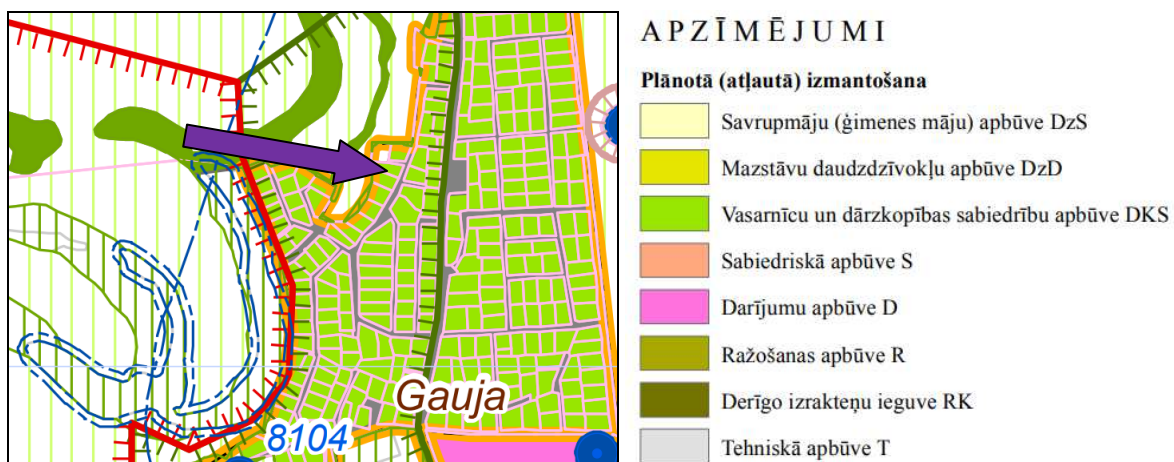 Gauja
8104
APZĪMĒJUMI
Plānotā (atļautā) izmantošana
Savrupmāju (ģimenes māju) apbūve DzS
Mazstāvu daudzdzīvokļu apbūve DzD
Vasarnīcu un dārzkopības sabiedrību apbūve DKS
Sabiedriskā apbūve S
Darījumu apbūve D
Ražošanas apbūve R
Derīgo izrakteņu ieguve RK
Tehniskā apbūve T